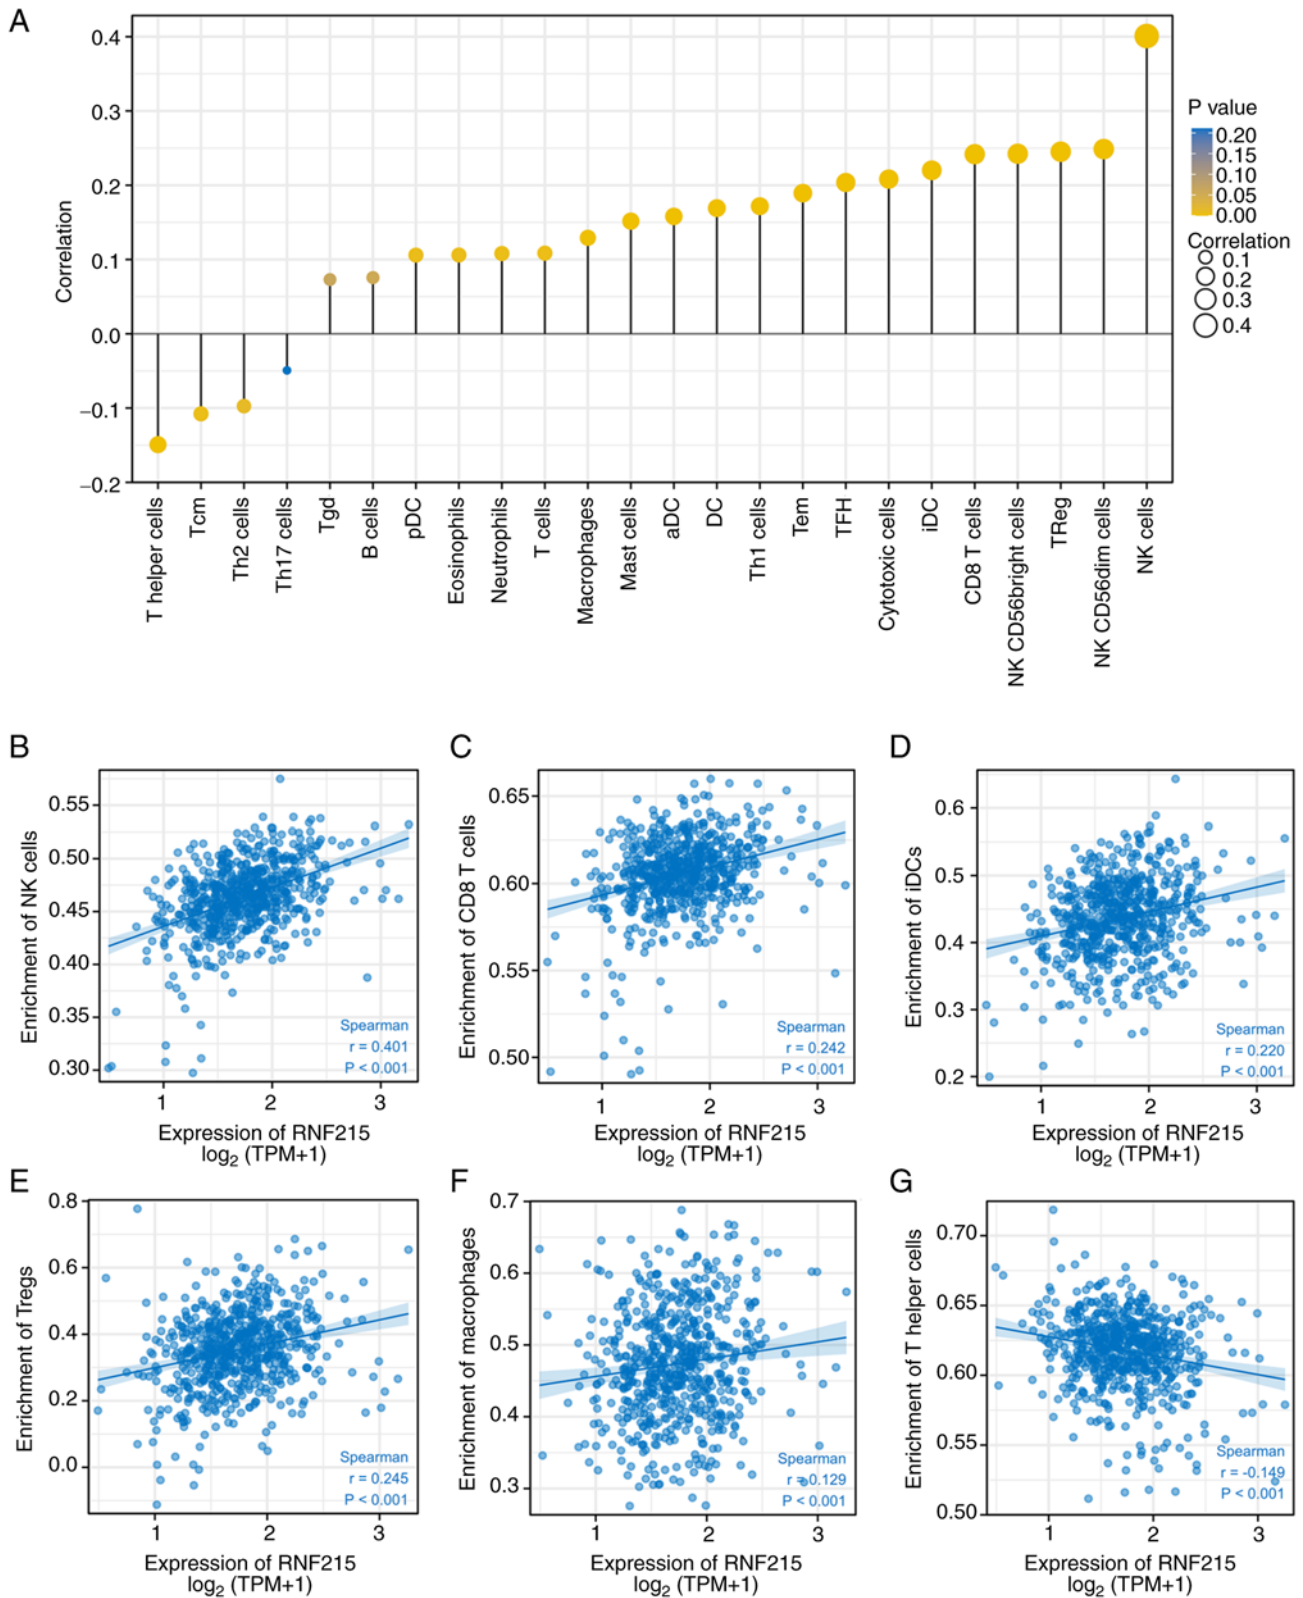 A
0.4
0.3
0.2
0.1
0.0
−0.1
−0.2
Correlation
T helper cells
Tcm
Th2 cells
Th17 cells
Tgd
B cells
pDC
Eosinophils
Neutrophils
T cells
Macrophages
Mast cells
aDC
DC
Th1 cells
Tem
TFH
Cytotoxic cells
iDC
CD8 T cells
NK CD56bright cells
TReg
NK CD56dim cells
NK cells
P value
0.20
0.15
0.10
0.05
0.00
Correlation
0.1
0.2
0.3
0.4
B
Enrichment of NK cells
0.55
0.50
0.45
0.40
0.35
0.30
Spearman
r = 0.401
P < 0.001
1 2 3
Expression of RNF215
log2 (TPM+1)
C
Enrichment of CD8 T cells
0.65
0.60
0.55
0.50
Spearman
r = 0.242
P < 0.001
1 2 3
Expression of RNF215
log2 (TPM+1)
D
Enrichment of iDCs
0.6
0.5
0.4
0.3
0.2
Spearman
r = 0.220
P < 0.001
1 2 3
Expression of RNF215
log2 (TPM+1)
E
Enrichment of Tregs
0.8
0.6
0.4
0.2
0.0
Spearman
r = 0.245
P < 0.001
1 2 3
Expression of RNF215
log2 (TPM+1)
F
Enrichment of macrophages
0.7
0.6
0.5
0.4
0.3
Spearman
r = 0.129
P < 0.001
1 2 3
Expression of RNF215
log2 (TPM+1)
G
Enrichment of T helper cells
0.70
0.65
0.60
0.55
0.50
Spearman
r = -0.149
P < 0.001
1 2 3
Expression of RNF215
log2 (TPM+1)